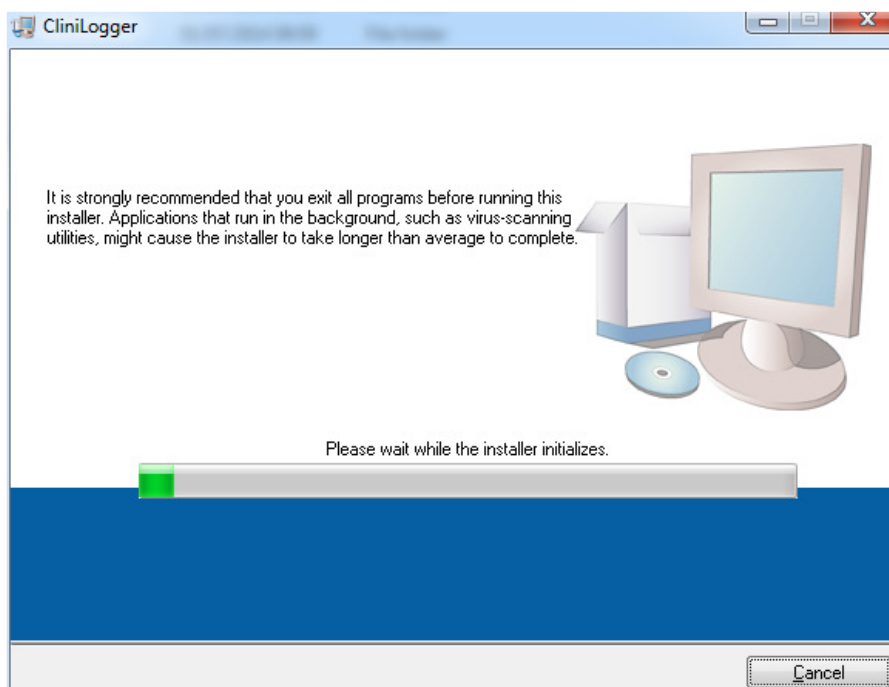 CliniLogger
It is strongly recommended that you exit all programs before running this
installer. Applications that run in the background, such as virus-scanning
utilities, might cause the installer to take longer than average to complete.
Please wait while the installer initializes.
Cancel